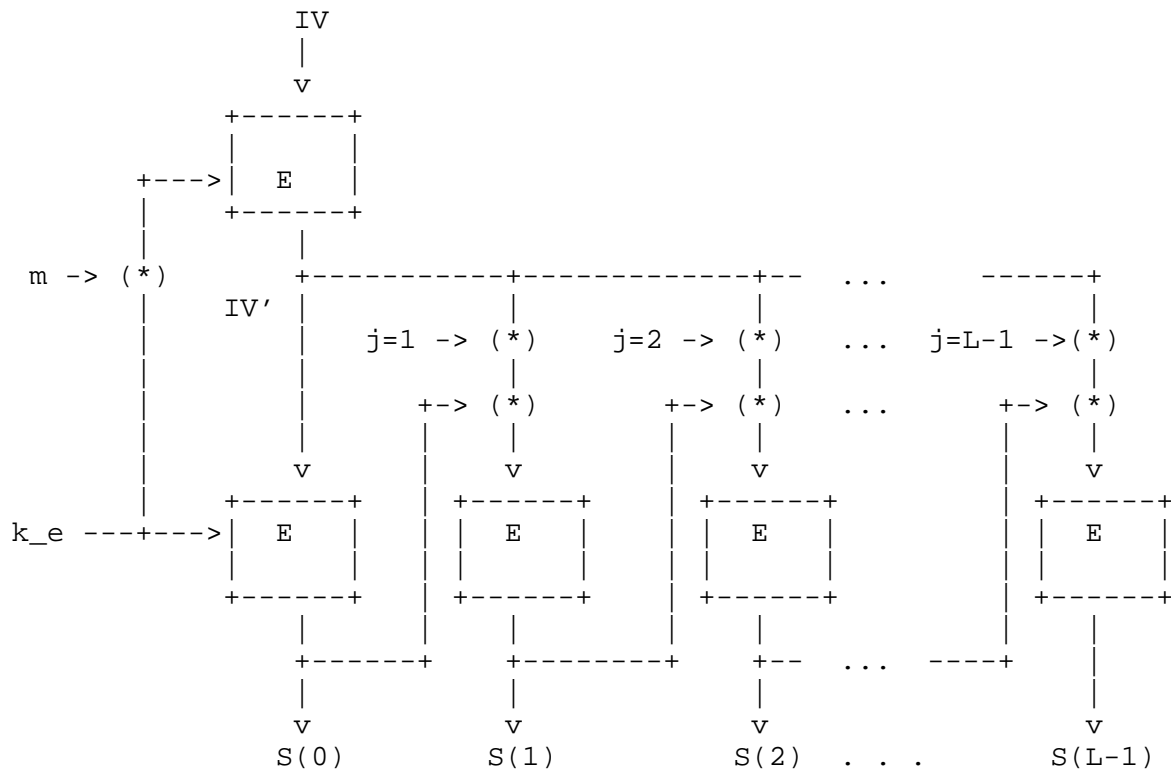 IV
E
m -> (*)
...
IV'
j=1 -> (*) j=2 -> (*) ... j=L-1 ->(*)
+-> (*) +-> (*) ... +-> (*)
k_e E E E E
...
S(0) S(1) S(2) . . . S(L-1)